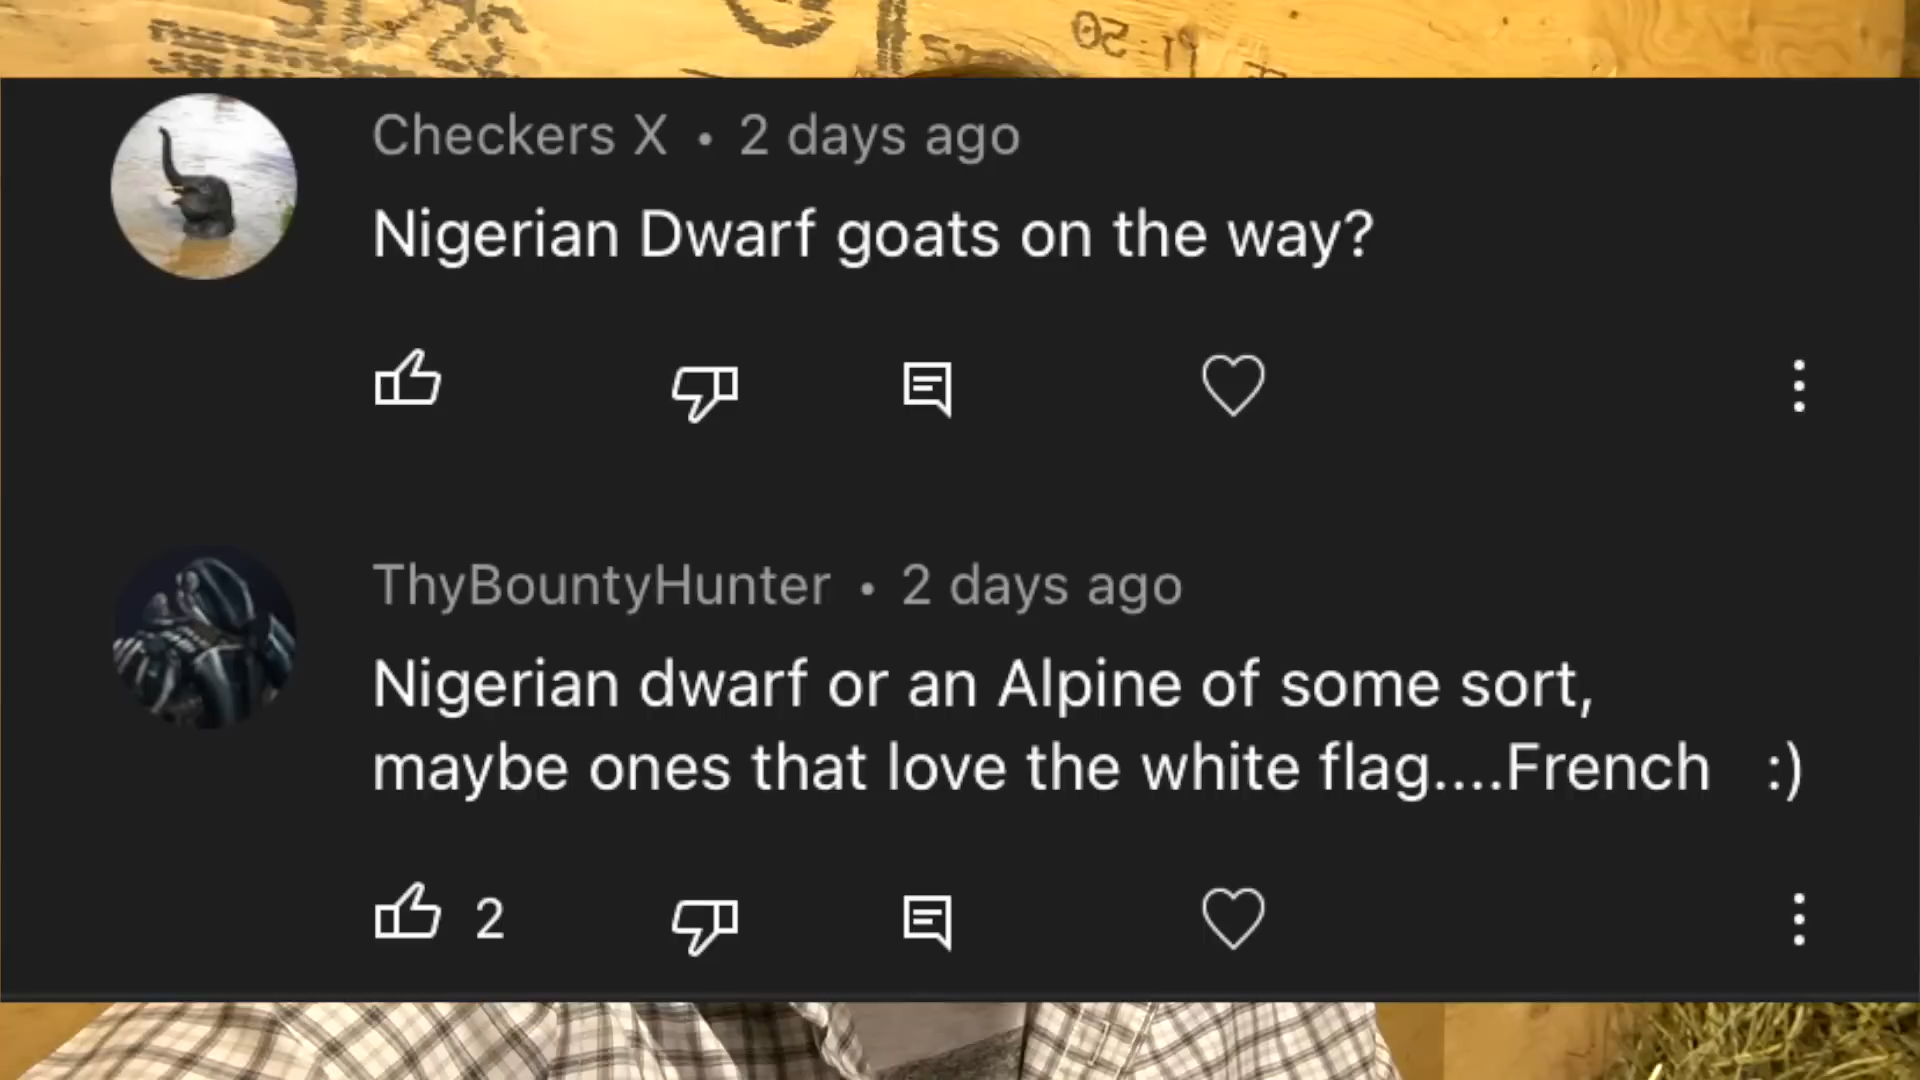 Checkers X • 2 days ago
Nigerian Dwarf goats on the way?
ThyBountyHunter • 2 days ago
Nigerian dwarf or an Alpine of some sort,
maybe ones that love the white flag....French :)
2